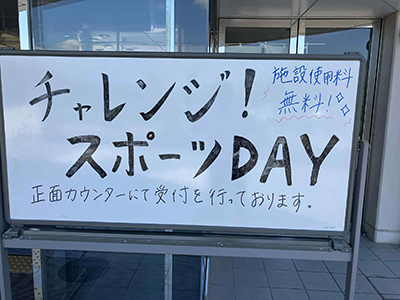 チャレンジ！
施設使用料
無料！
スポーツDAY
正面カウンターにて受付を行っております。